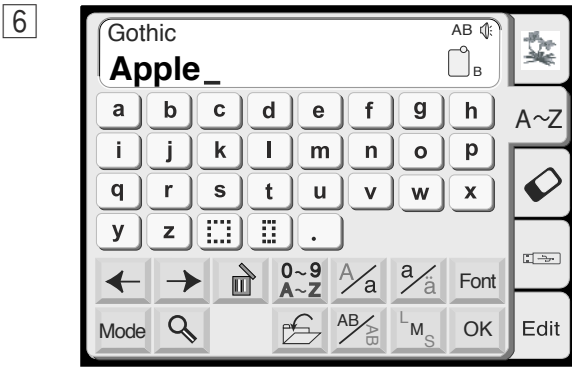 6
Gothic
AB
Apple_
B
a b c d e f g h
A~Z
i j k l m n o p
q r s t u v w x
y z .
0~9
A~Z
A/a
a/ä
Font
Mode
AB/AB
L M S
OK
Edit